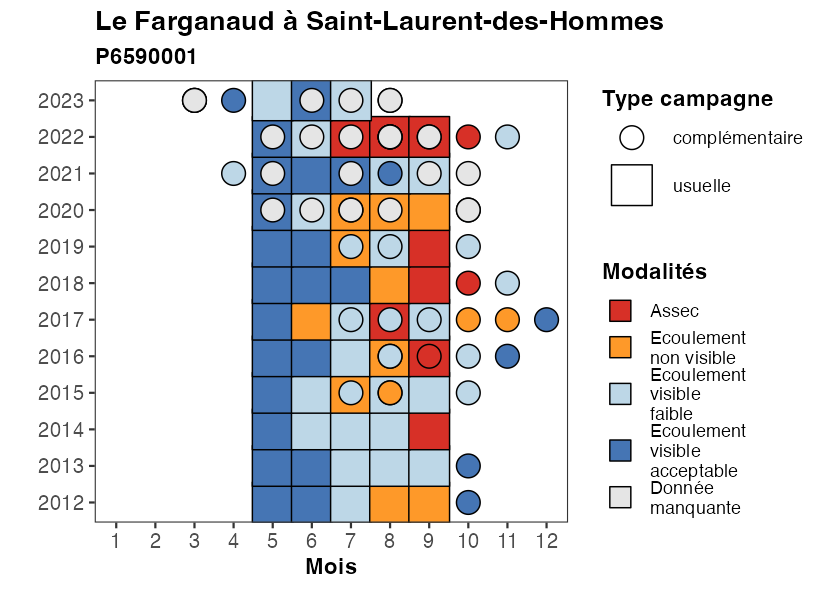 Le Farganaud à Saint-Laurent-des-Hommes
P6590001
2023
2022
2021
2020
2019
2018
2017
2016
2015
2014
2013
2012
1 2 3 4 5 6 7 8 9 10 11 12
Mois
Type campagne
complémentaire
usuelle
Modalités
Assec
Ecoulement
non visible
Ecoulement
visible
faible
Ecoulement
visible
acceptable
Donnée
manquante